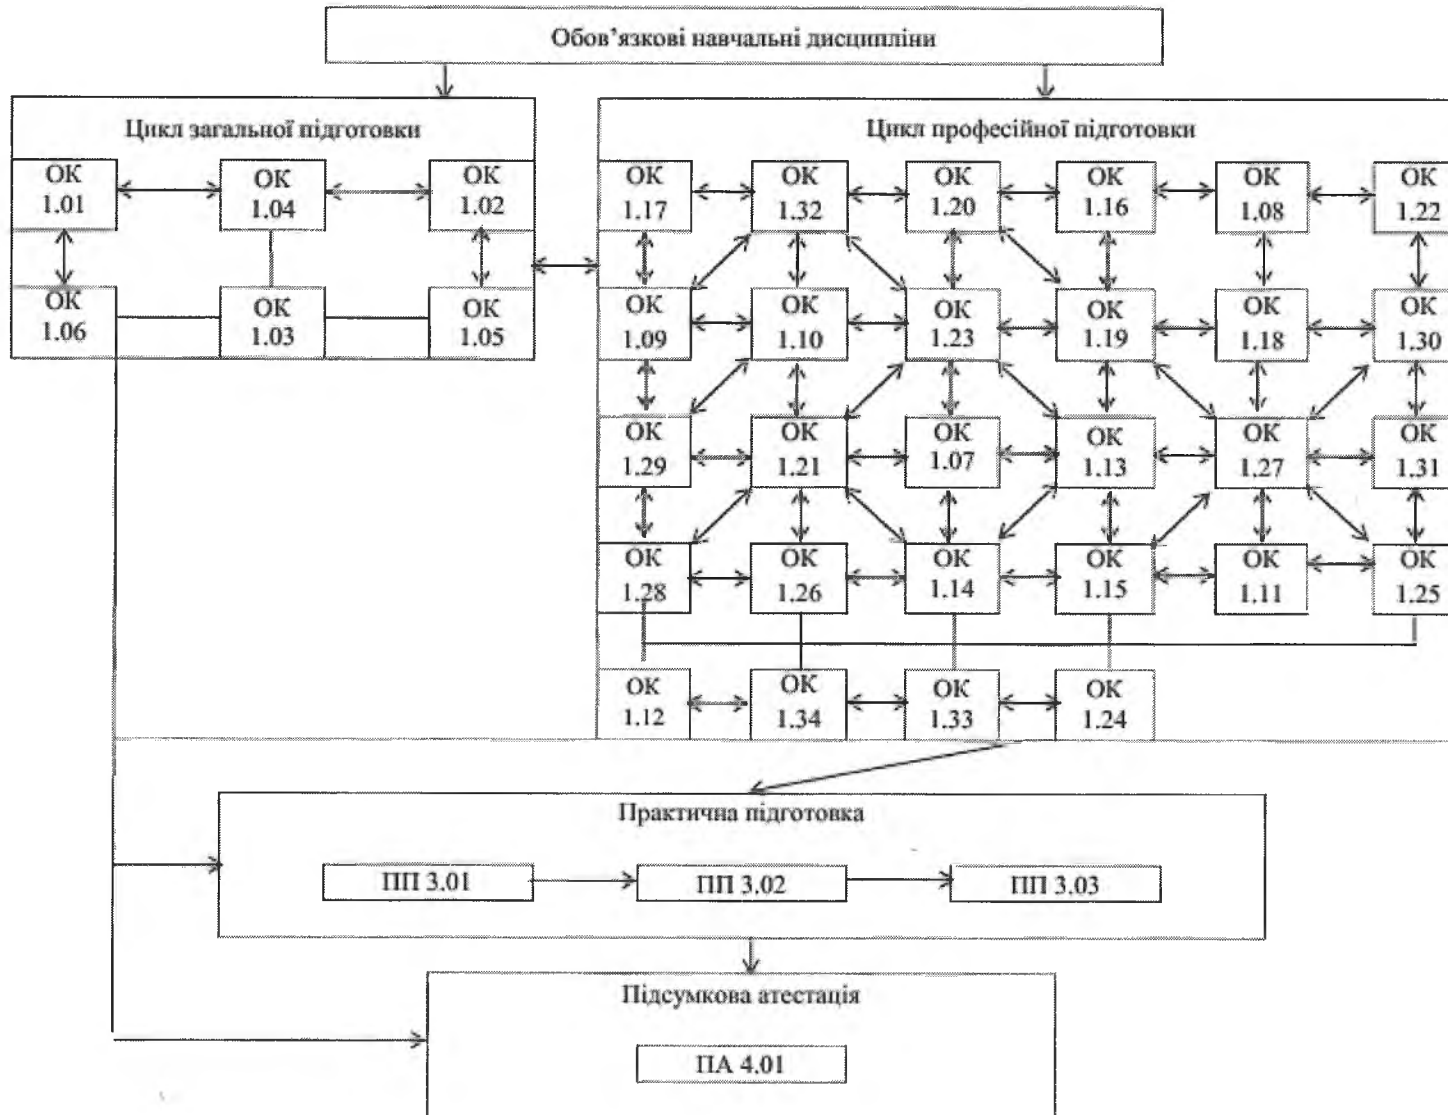 Обов’язкові навчальні дисципліни
Цикл загальної підготовки
ОК
1.01
ОК
1.04
ОК
1.02
ОК
1.06
ОК
1.03
ОК
1.05
Цикл професійної підготовки
ОК
1.17
ОК
1.32
ОК
1.20
ОК
1.16
ОК
1.08
ОК
1.22
ОК
1.09
ОК
1.10
ОК
1.23
ОК
1.19
ОК
1.18
ОК
1.30
ОК
1.29
ОК
1.21
ОК
1.07
ОК
1.13
ОК
1.27
ОК
1.31
ОК
1.28
ОК
1.26
ОК
1.14
ОК
1.15
ОК
1.11
ОК
1.25
ОК
1.12
ОК
1.34
ОК
1.33
ОК
1.24
Практична підготовка
ПП 3.01
ПП 3.02
ПП 3.03
Підсумкова атестація
ПА 4.01